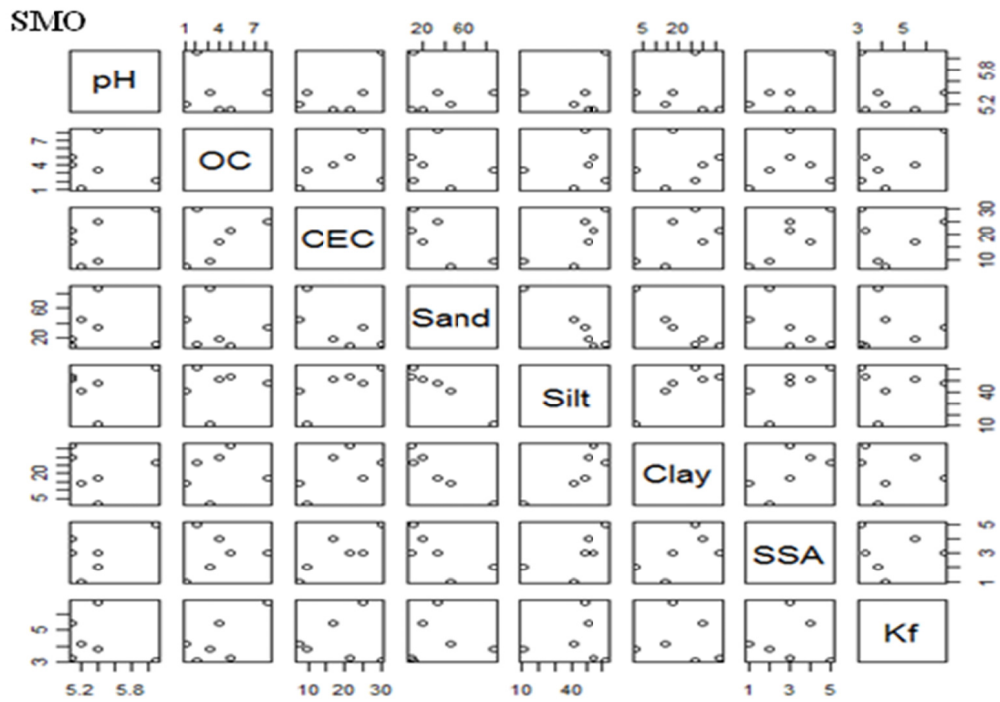 SMO
1 4 7 20 60 5 20 3 5
pH 5.2 5.8
1 4 7 OC
CEC 10 20 30
20 60 Sand
Silt 10 40
5 20 Clay
SSA 1 3 5
3 5 Kf
5.2 5.8 10 20 30 10 40 1 3 5